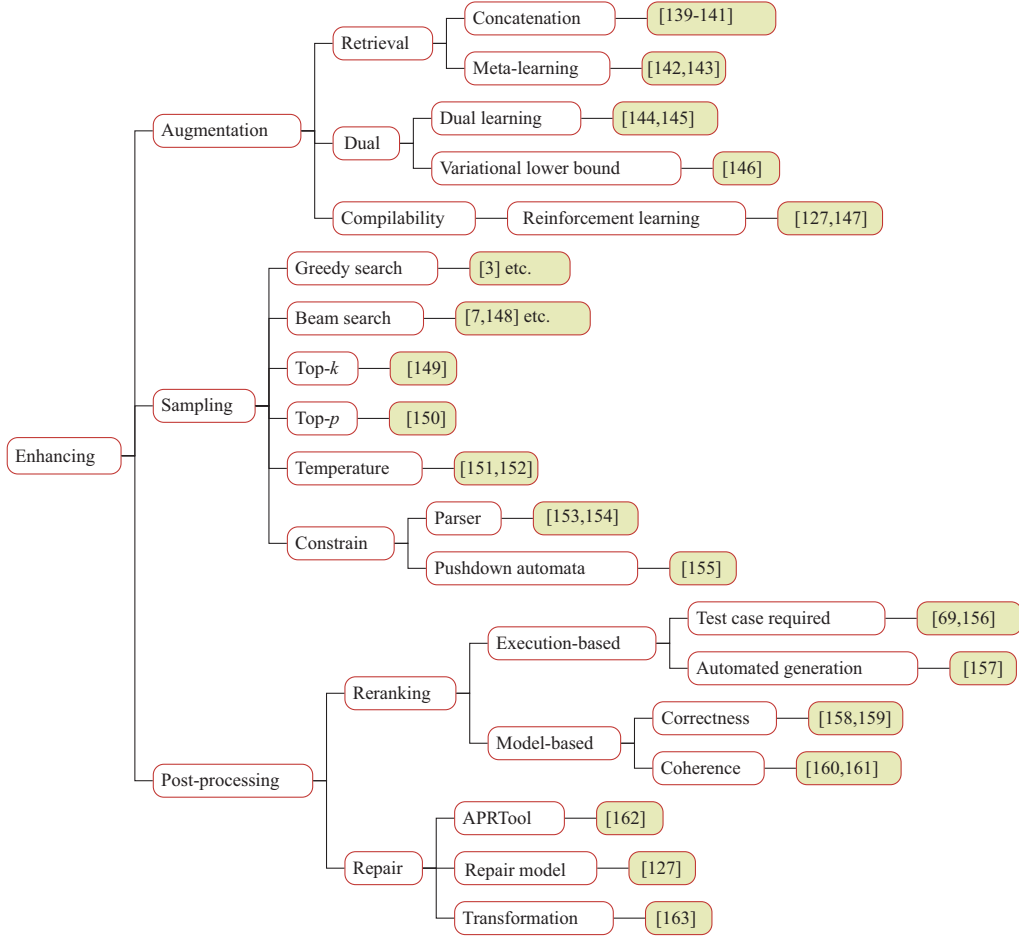 Concatenation
[139-141]
Retrieval
Meta-learning
[142,143]
Dual learning
[144,145]
Augmentation
Dual
Variational lower bound
[146]
Compilability
Reinforcement learning
[127,147]
Greedy search
[3] etc.
Beam search
[7,148] etc.
Top-k
[149]
Sampling
Top-p
[150]
Enhancing
Temperature
[151,152]
Parser
[153,154]
Constrain
Pushdown automata
[155]
Test case required
[69,156]
Execution-based
Automated generation
[157]
Reranking
Correctness
[158,159]
Model-based
Coherence
[160,161]
Post-processing
APRTool
[162]
Repair
Repair model
[127]
Transformation
[163]